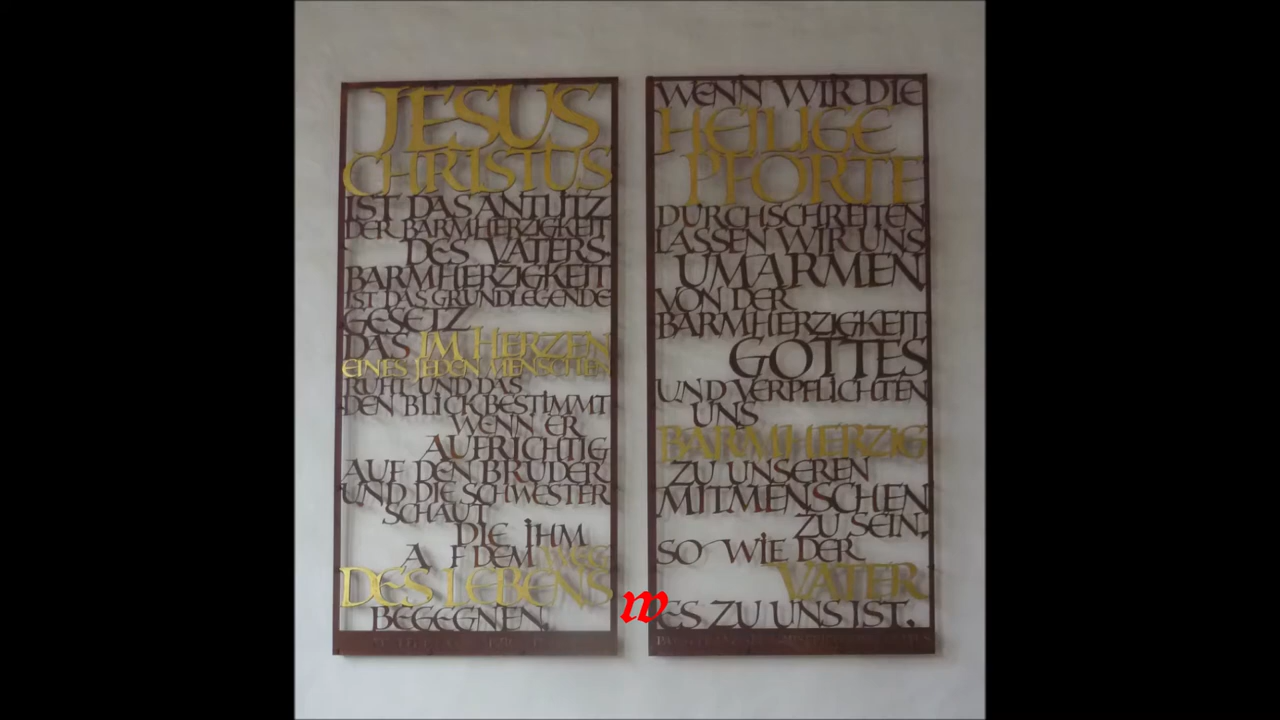 JESUS
CHRISTUS
IST DAS ANTLITZ
DER BARMHERZIGKEIT
DES VATERS.
BARMHERZIGKEIT
IST DAS GRUNDLEGENDE
GESETZ
DAS IM HERZEN
EINES JEDEN MENSCHEN
RUHT UND DAS
DEN BLICK BESTIMMT
WENN ER
AUFRICHTIG
AUF DEN BRUDER
UND DIE SCHWESTER
SCHAUT,
DIE IHM
A F DEM WEG
DES LEBENS
BEGEGNEN.
WENN WIR DIE
HEILIGE
PFORTE
DURCHSCHREITEN
LASSEN WIR UNS
UMARMEN
VON DER
BARMHERZIGKEIT
GOTTES
UND VERPFLICHTEN
UNS
BARMHERZIG
ZU UNSEREN
MITMENSCHEN
ZU SEIN,
SO WIE DER
VATER
ES ZU UNS IST.
w